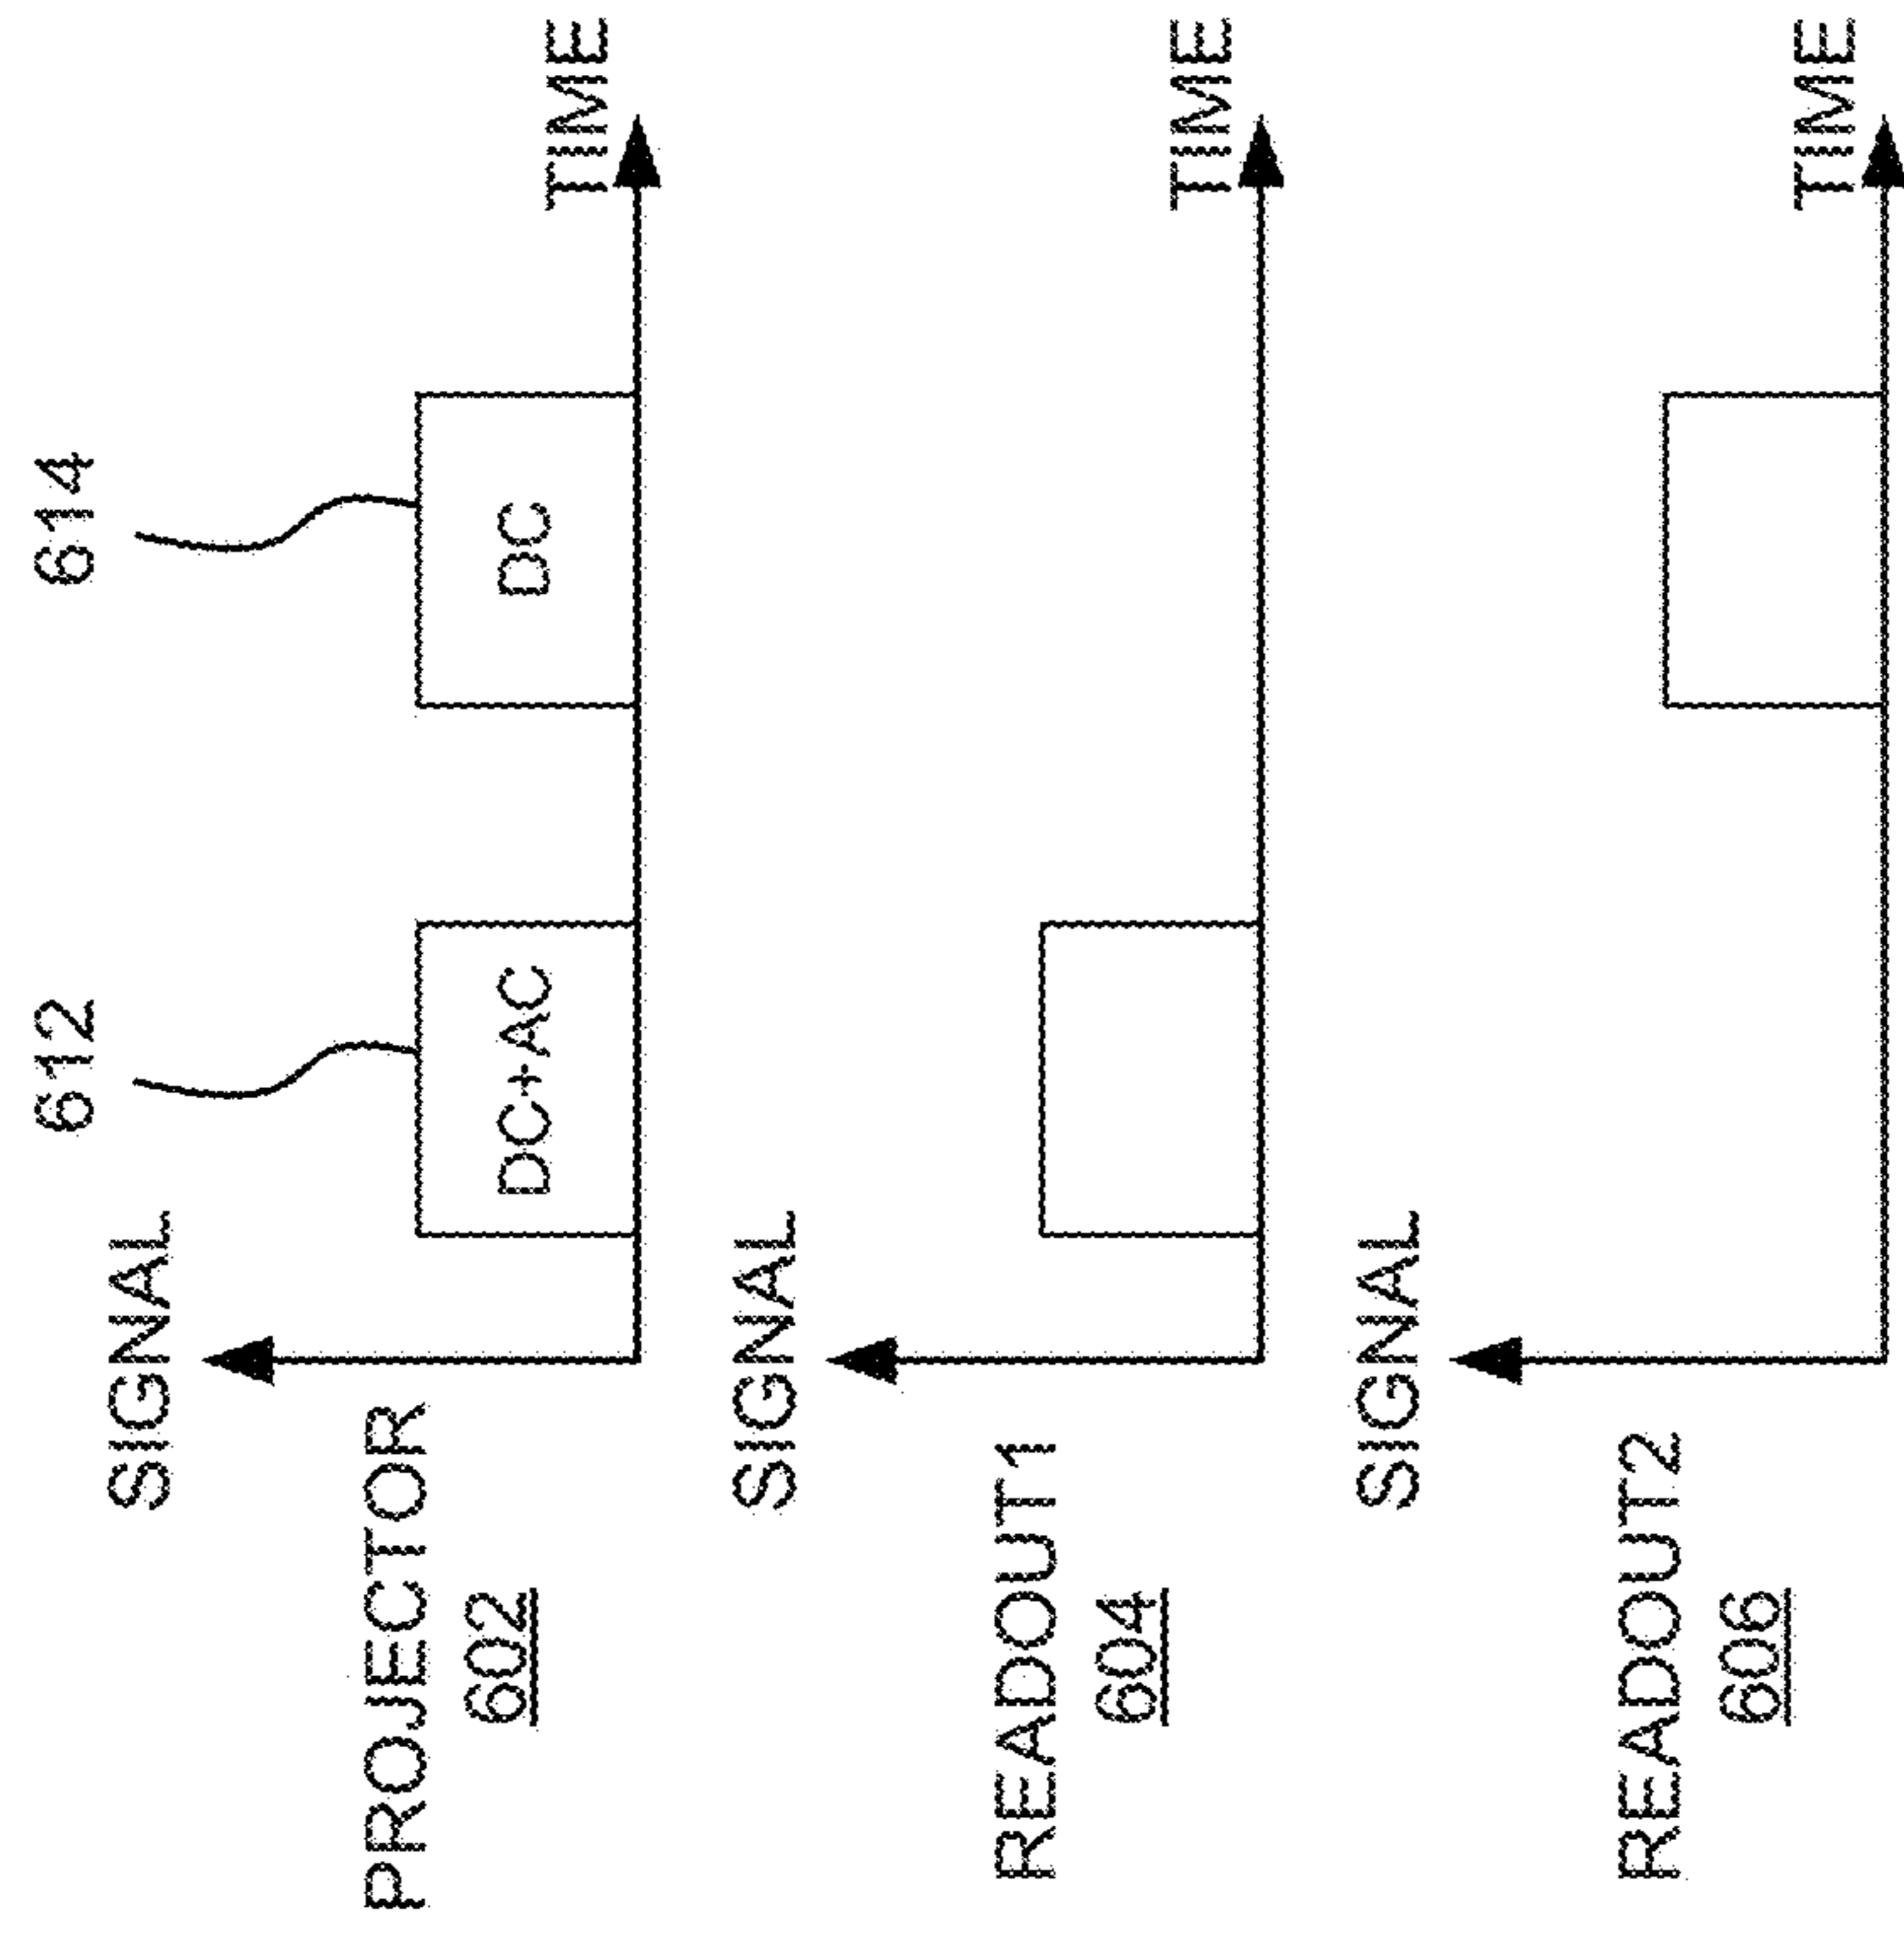 612
614
SIGNAL
PROJECTOR
602
DC+AC
DC
TIME
SIGNAL
READOUT1
604
TIME
SIGNAL
READOUT2
606
TIME